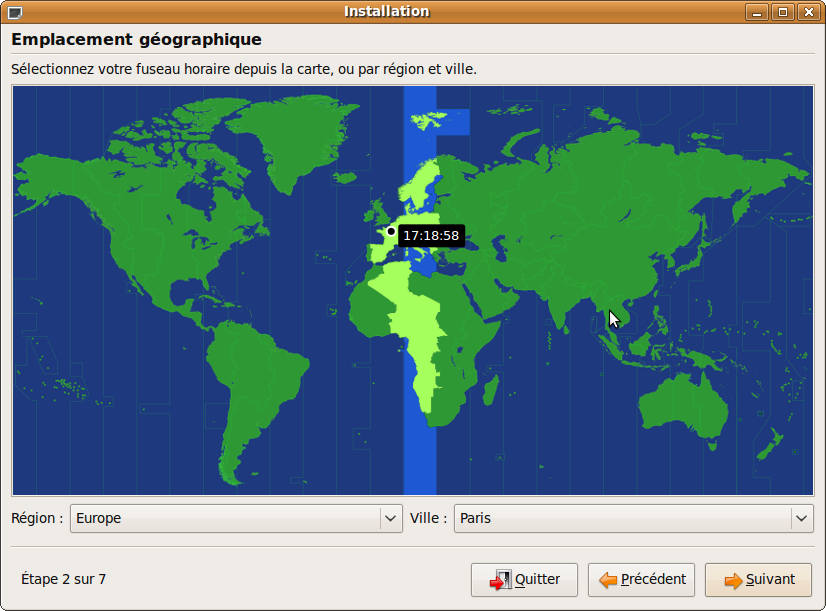 Installation
Emplacement géographique
Sélectionnez votre fuseau horaire depuis la carte, ou par région et ville.
17:18:58
Région : Europe Ville : Paris
Étape 2 sur 7 Quitter Précédent Suivant